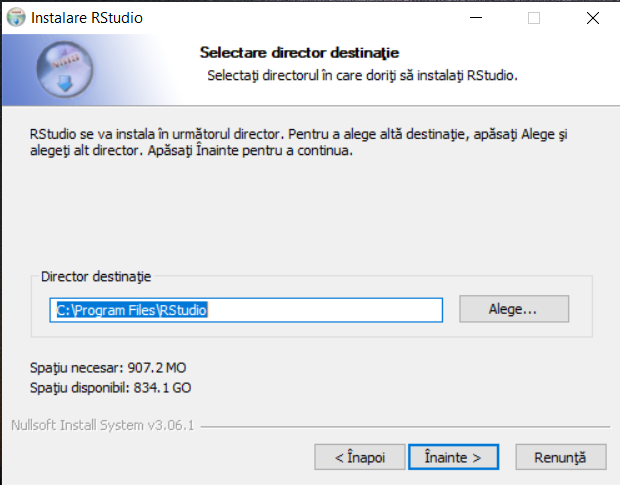 Instalare RStudio
Selectare director destinaţie
Selectaţi directorul în care doriţi să instalaţi RStudio.
RStudio se va instala în următorul director. Pentru a alege altă destinaţie, apăsaţi Alege şi
alegeţi alt director. Apăsaţi Înainte pentru a continua.
Director destinaţie
C:\Program Files\RStudio
Alege...
Spaţiu necesar: 907.2 MO
Spaţiu disponibil: 834.1 GO
Nullsoft Install System v3.06.1
< Înapoi
Înainte >
Renunţă